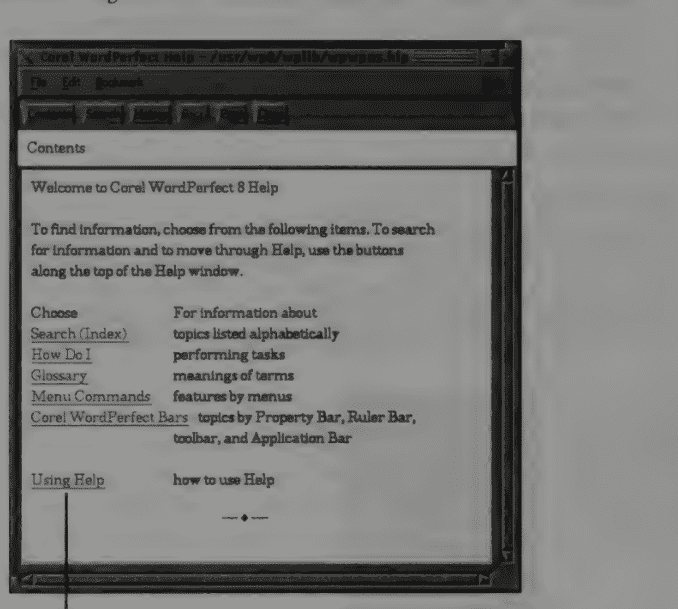 Corel WordPerfect Help - /usr/wp8/wplib/wpwpus.hlp
File Edit Bookmark
Contents
Welcome to Corel WordPerfect 8 Help
To find information, choose from the following items. To search
for information and to move through Help, use the buttons
along the top of the Help window.
Choose For information about
Search (Index) topics listed alphabetically
How Do I performing tasks
Glossary meanings of terms
Menu Commands features by menus
Corel WordPerfect Bars topics by Property Bar, Ruler Bar,
toolbar, and Application Bar
Using Help how to use Help